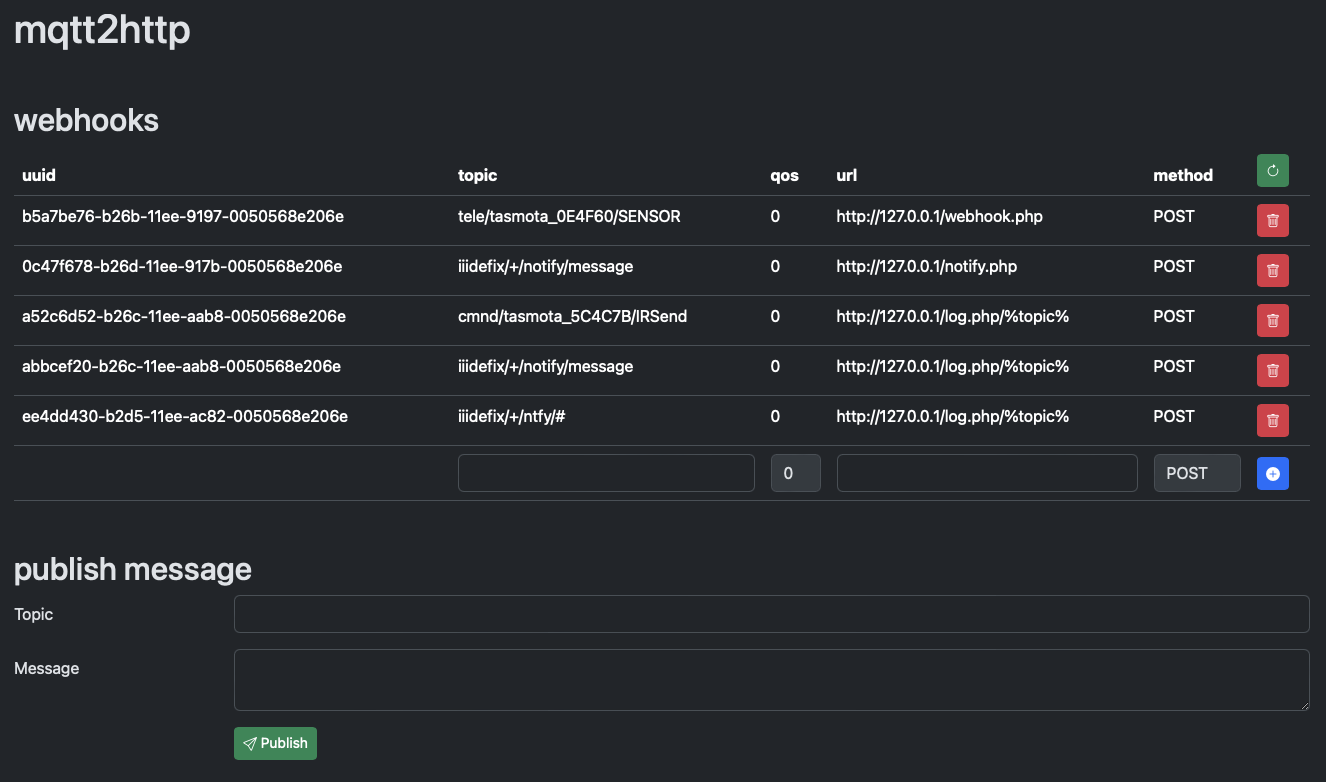 mqtt2http
webhooks
uuid topic qos url method
b5a7be76-b26b-11ee-9197-0050568e206e tele/tasmota_0E4F60/SENSOR 0 http://127.0.0.1/webhook.php POST
0c47f678-b26d-11ee-917b-0050568e206e iiidefix/+/notify/message 0 http://127.0.0.1/notify.php POST
a52c6d52-b26c-11ee-aab8-0050568e206e cmnd/tasmota_5C4C7B/IRSend 0 http://127.0.0.1/log.php/%topic% POST
abbcef20-b26c-11ee-aab8-0050568e206e iiidefix/+/notify/message 0 http://127.0.0.1/log.php/%topic% POST
ee4dd430-b2d5-11ee-ac82-0050568e206e iiidefix/+/ntfy/# 0 http://127.0.0.1/log.php/%topic% POST
0 POST
publish message
Topic
Message
Publish